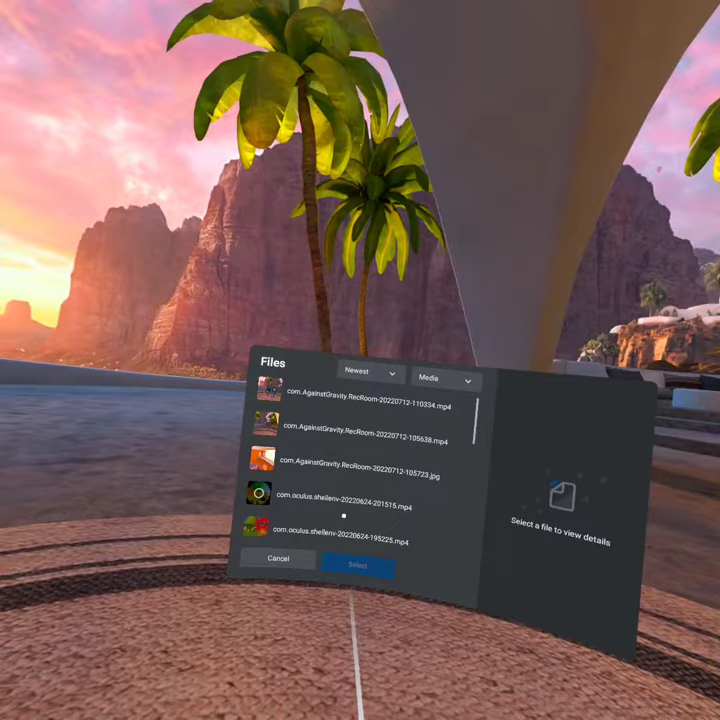 Files
Newest
Media
com.AgainstGravity.RecRoom-20220712-110334.mp4
com.AgainstGravity.RecRoom-20220712-105638.mp4
com.AgainstGravity.RecRoom-20220712-105723.jpg
com.oculus.shellenv-20220624-201515.mp4
com.oculus.shellenv-20220624-195225.mp4
Cancel
Select
Select a file to view details